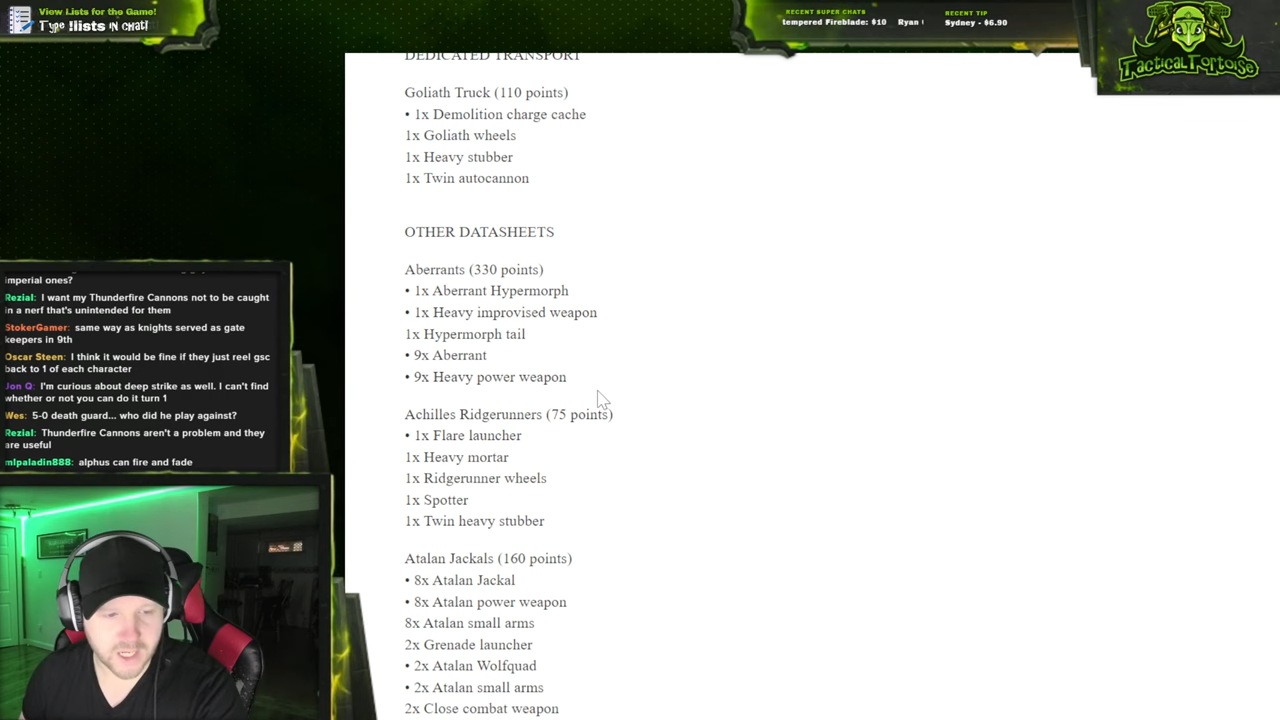 View Lists for the Game!
Type !lists in chat!
RECENT SUPER CHATS
tempered Fireblade: $10 Ryan
RECENT TIP
Sydney - $6.90
TacticalTortoise
DEDICATED TRANSPORT
Goliath Truck (110 points)
• 1x Demolition charge cache
1x Goliath wheels
1x Heavy stubber
1x Twin autocannon
OTHER DATASHEETS
Aberrants (330 points)
• 1x Aberrant Hypermorph
• 1x Heavy improvised weapon
1x Hypermorph tail
• 9x Aberrant
• 9x Heavy power weapon
Achilles Ridgerunners (75 points)
• 1x Flare launcher
1x Heavy mortar
1x Ridgerunner wheels
1x Spotter
1x Twin heavy stubber
Atalan Jackals (160 points)
• 8x Atalan Jackal
• 8x Atalan power weapon
8x Atalan small arms
2x Grenade launcher
• 2x Atalan Wolfquad
• 2x Atalan small arms
2x Close combat weapon
imperial ones?
Rezial: I want my Thunderfire Cannons not to be caught
in a nerf that's unintended for them
StokerGamer: same way as knights served as gate
keepers in 9th
Oscar Steen: I think it would be fine if they just reel gsc
back to 1 of each character
Jon Q: I'm curious about deep strike as well. I can't find
whether or not you can do it turn 1
Wes: 5-0 death guard... who did he play against?
Rezial: Thunderfire Cannons aren't a problem and they
are useful
mlpaladin888: alphus can fire and fade